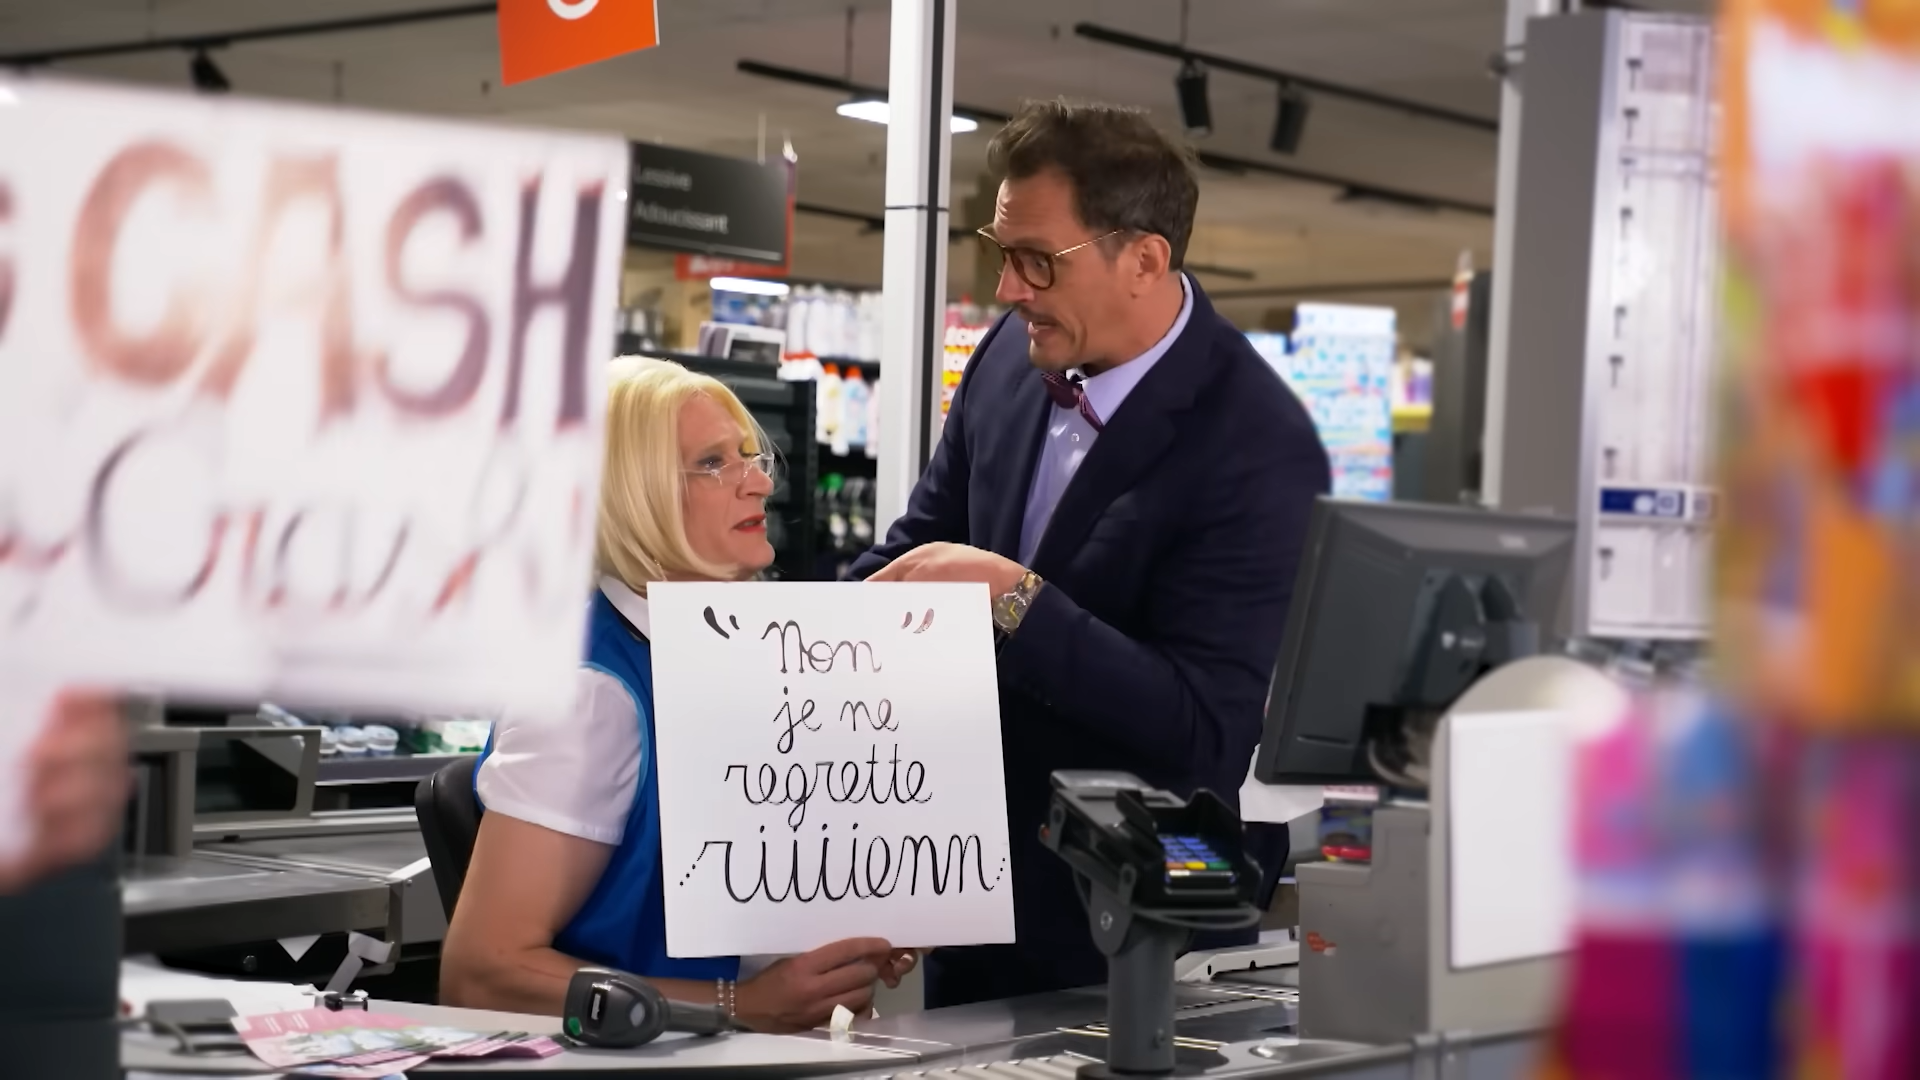 CASH
Lessive
Adoucissant
“ Non ”
je ne
regrette
riiiienn